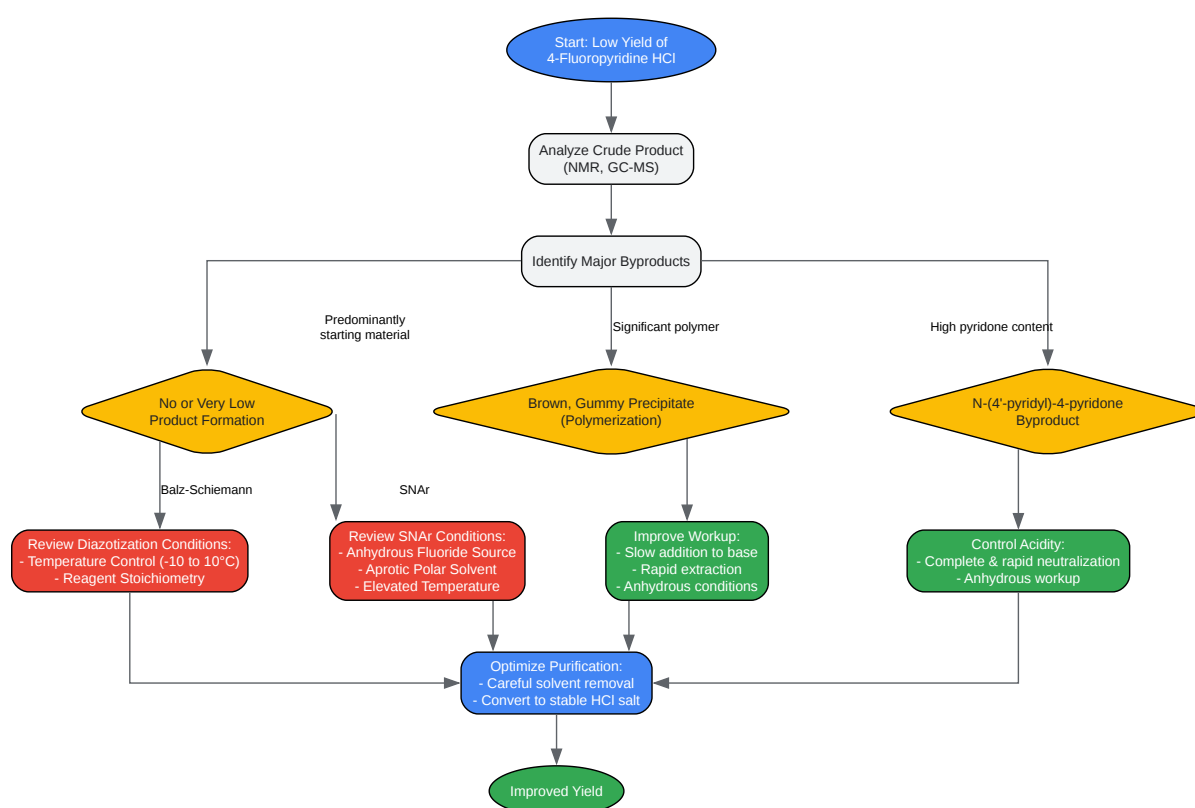 Start: Low Yield of
4-Fluoropyridine HCl
Analyze Crude Product
(NMR, GC-MS)
Identify Major Byproducts
Predominantly
starting material
Significant polymer
High pyridone content
No or Very Low
Product Formation
Brown, Gummy Precipitate
(Polymerization)
N-(4'-pyridyl)-4-pyridone
Byproduct
Balz-Schiemann
SNAr
Review Diazotization Conditions:
- Temperature Control (-10 to 10°C)
- Reagent Stoichiometry
Review SNAr Conditions:
- Anhydrous Fluoride Source
- Aprotic Polar Solvent
- Elevated Temperature
Improve Workup:
- Slow addition to base
- Rapid extraction
- Anhydrous conditions
Control Acidity:
- Complete & rapid neutralization
- Anhydrous workup
Optimize Purification:
- Careful solvent removal
- Convert to stable HCl salt
Improved Yield